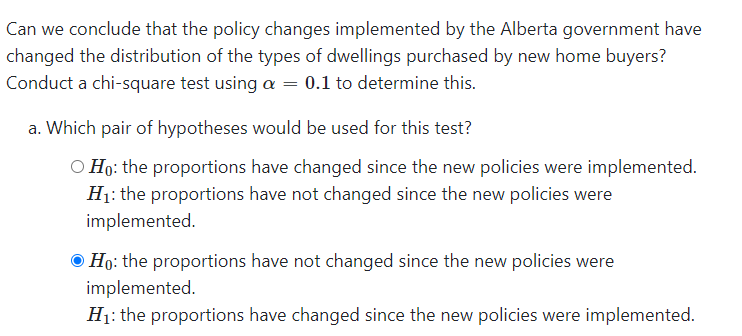 Can we conclude that the policy changes implemented by the Alberta government have
changed the distribution of the types of dwellings purchased by new home buyers?
Conduct a chi-square test using α = 0.1 to determine this.
a. Which pair of hypotheses would be used for this test?
H₀: the proportions have changed since the new policies were implemented.
H₁: the proportions have not changed since the new policies were
implemented.
H₀: the proportions have not changed since the new policies were
implemented.
H₁: the proportions have changed since the new policies were implemented.